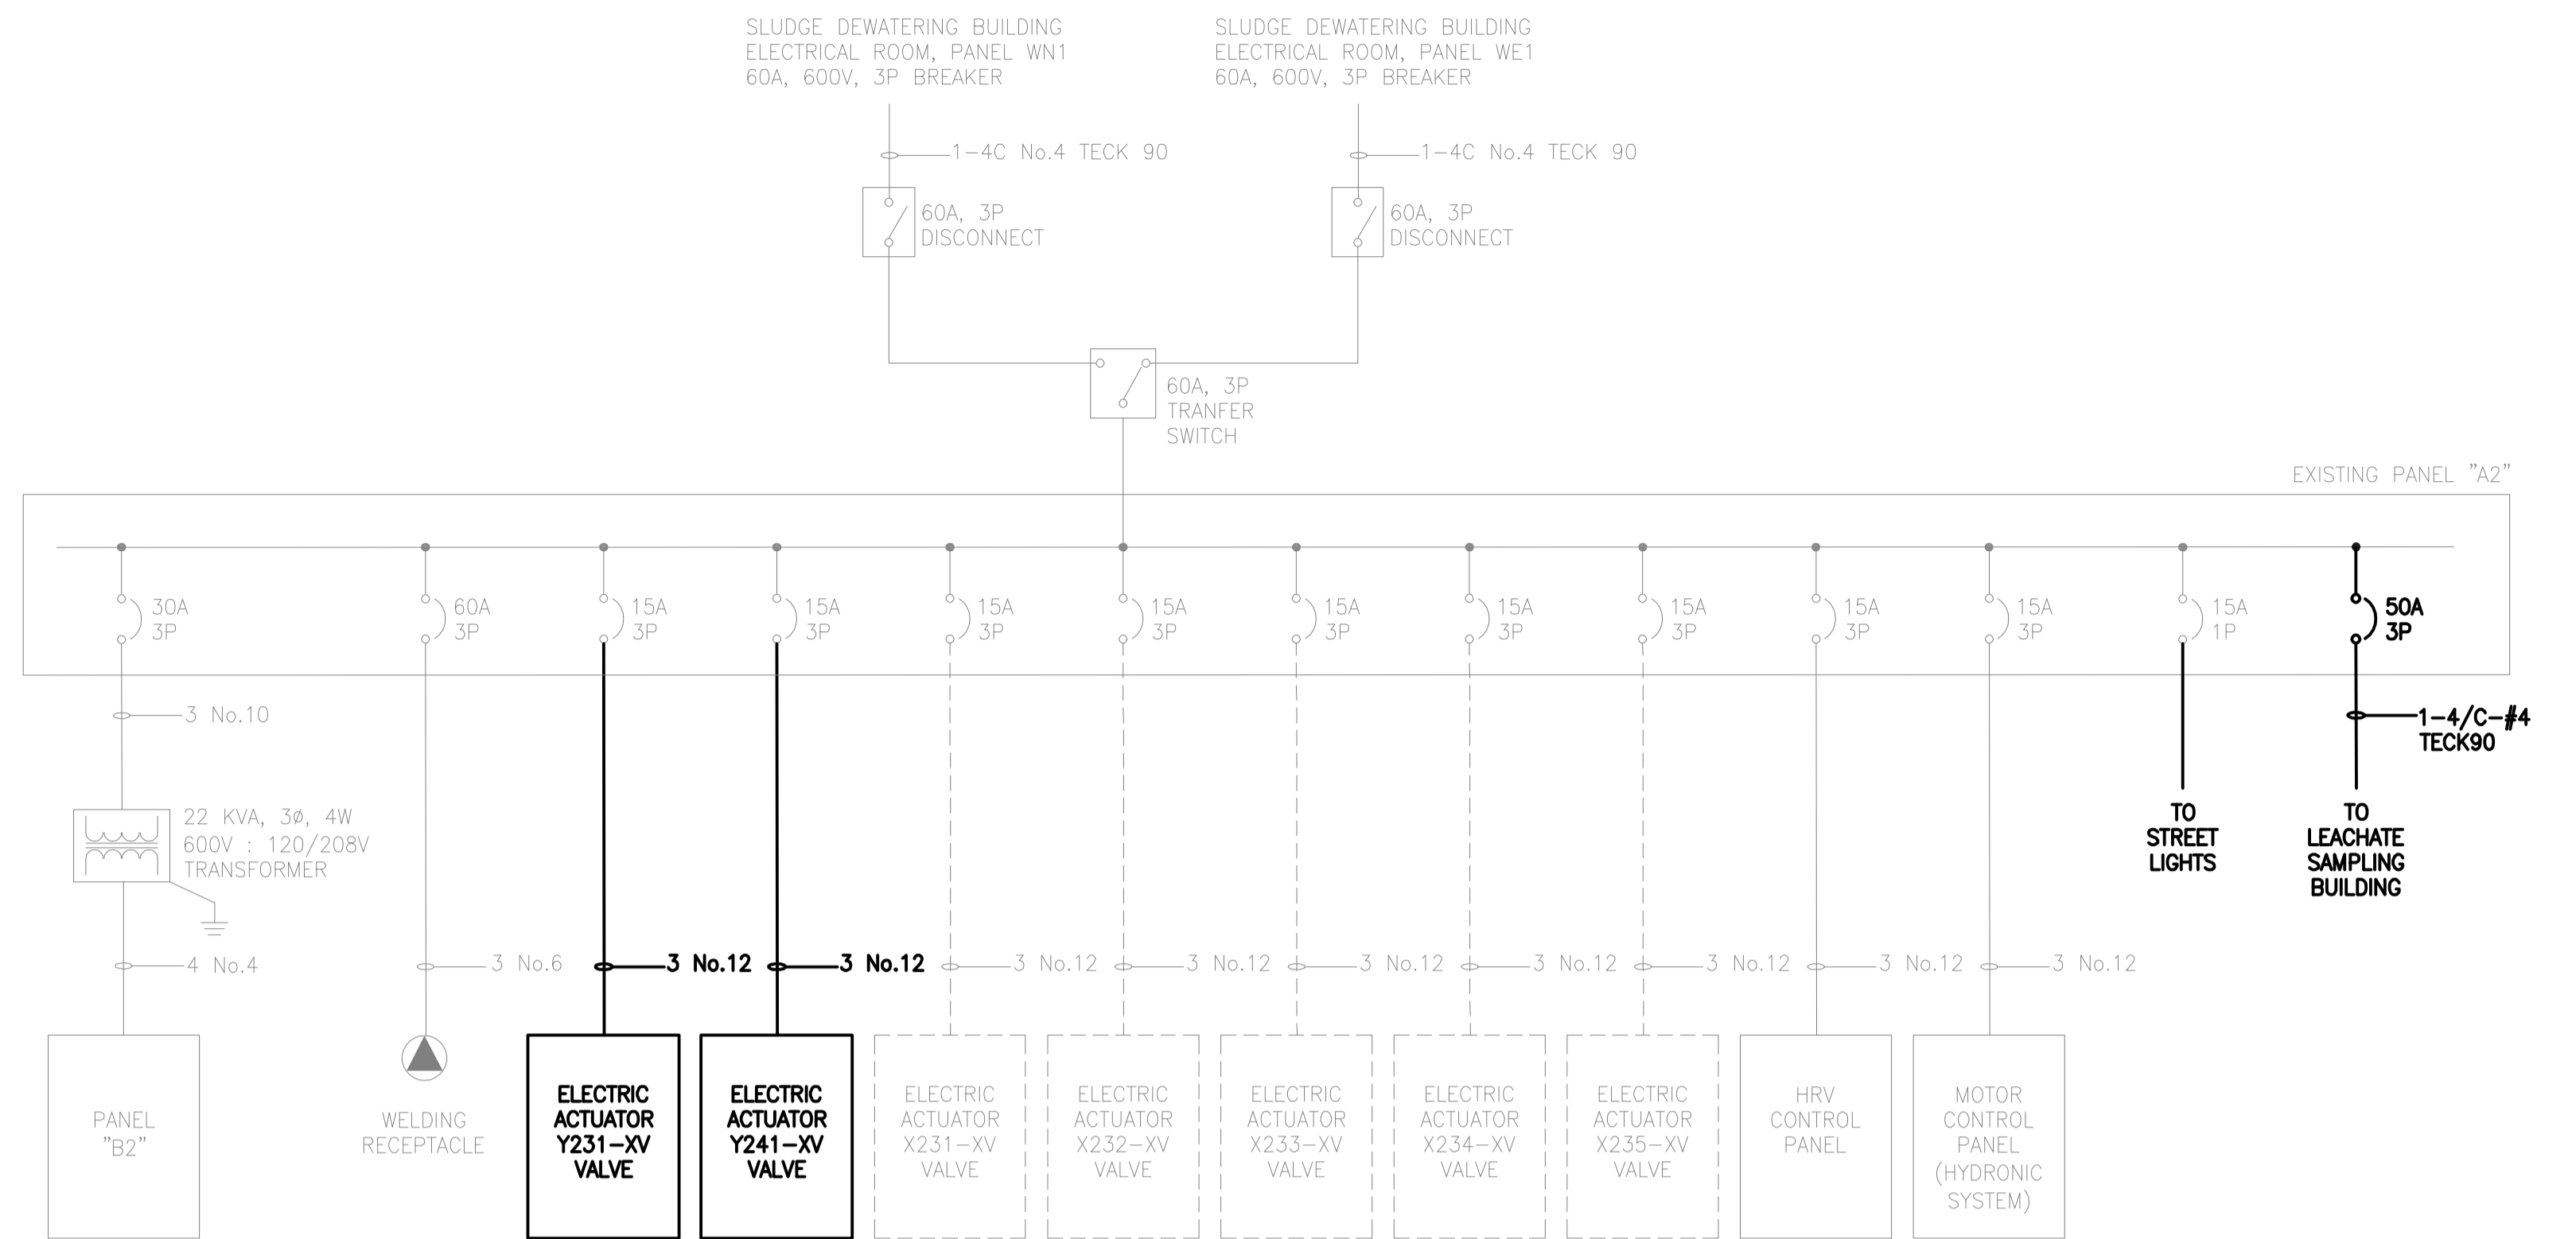 SLUDGE DEWATERING BUILDING
ELECTRICAL ROOM, PANEL WN1
60A, 600V, 3P BREAKER
SLUDGE DEWATERING BUILDING
ELECTRICAL ROOM, PANEL WE1
60A, 600V, 3P BREAKER
1-4C No.4 TECK 90
1-4C No.4 TECK 90
60A, 3P
DISCONNECT
60A, 3P
DISCONNECT
60A, 3P
TRANFER
SWITCH
EXISTING PANEL "A2"
30A
3P
60A
3P
15A
3P
15A
3P
15A
3P
15A
3P
15A
3P
15A
3P
15A
3P
15A
3P
15A
3P
15A
1P
50A
3P
3 No.10
1-4/C-#4
TECK90
22 KVA, 3ø, 4W
600V : 120/208V
TRANSFORMER
TO
STREET
LIGHTS
TO
LEACHATE
SAMPLING
BUILDING
4 No.4
3 No.6
3 No.12
3 No.12
3 No.12
3 No.12
3 No.12
3 No.12
3 No.12
3 No.12
3 No.12
PANEL
"B2"
WELDING
RECEPTACLE
ELECTRIC
ACTUATOR
Y231-XV
VALVE
ELECTRIC
ACTUATOR
Y241-XV
VALVE
ELECTRIC
ACTUATOR
X231-XV
VALVE
ELECTRIC
ACTUATOR
X232-XV
VALVE
ELECTRIC
ACTUATOR
X233-XV
VALVE
ELECTRIC
ACTUATOR
X234-XV
VALVE
ELECTRIC
ACTUATOR
X235-XV
VALVE
HRV
CONTROL
PANEL
MOTOR
CONTROL
PANEL
(HYDRONIC
SYSTEM)